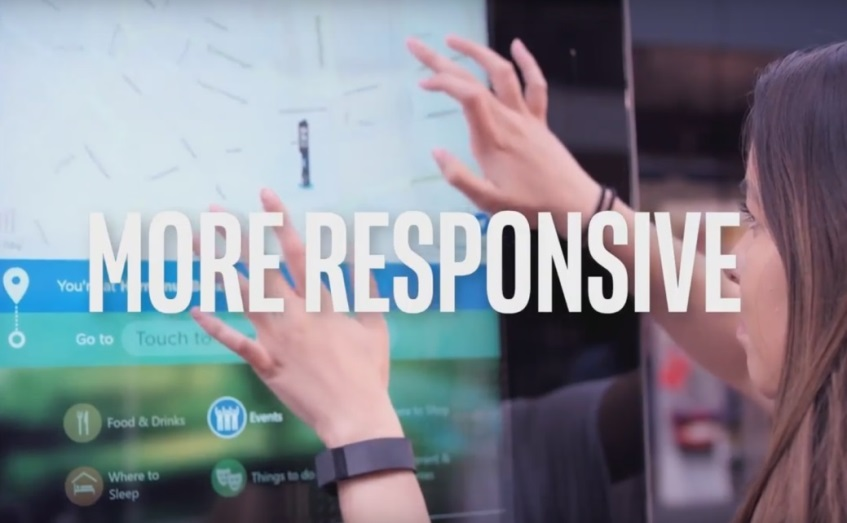 MORE RESPONSIVE
You're at
Go to
Touch to
Food & Drinks
Events
Where to
Sleep
Things to do